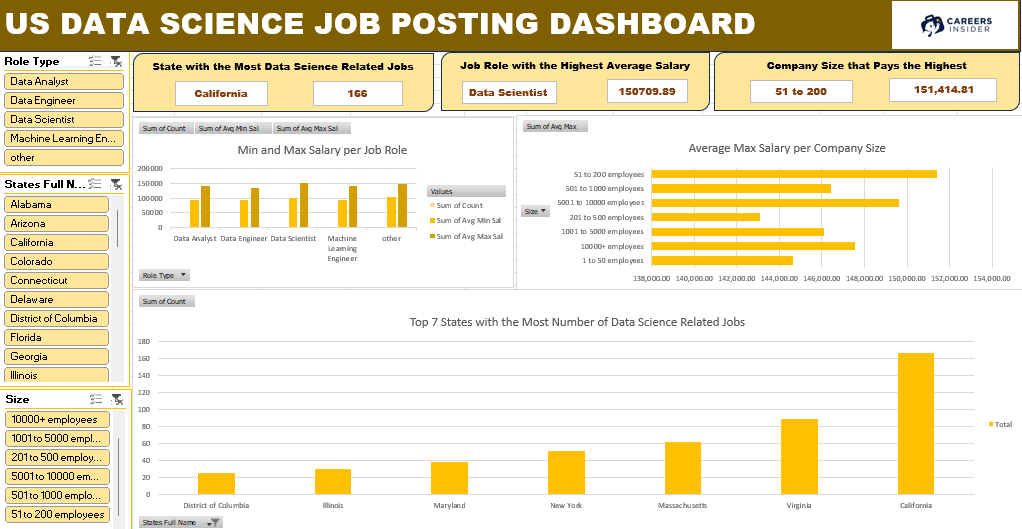 US DATA SCIENCE JOB POSTING DASHBOARD
CAREERS
INSIDER
Role Type
Data Analyst
Data Engineer
Data Scientist
Machine Learning En...
other
States Full N...
Alabama
Arizona
California
Colorado
Connecticut
Delaware
District of Columbia
Florida
Georgia
Illinois
Size
10000+ employees
1001 to 5000 empl...
201 to 500 employ...
5001 to 10000 em...
501 to 1000 emplo...
51 to 200 employees
State with the Most Data Science Related Jobs
California 166
Job Role with the Highest Average Salary
Data Scientist 150709.89
Company Size that Pays the Highest
51 to 200 151,414.81
Sum of Count Sum of Avg Min Sal Sum of Avg Max Sal
Min and Max Salary per Job Role
200000
150000
100000
50000
0
Data Analyst Data Engineer Data Scientist Machine Learning Engineer other
Values
Sum of Count
Sum of Avg Min Sal
Sum of Avg Max Sal
Role Type
Sum of Avg Max
Average Max Salary per Company Size
Size
51 to 200 employees
501 to 1000 employees
5001 to 10000 employees
201 to 500 employees
1001 to 5000 employees
10000+ employees
1 to 50 employees
138,000.00 140,000.00 142,000.00 144,000.00 146,000.00 148,000.00 150,000.00 152,000.00 154,000.00
Sum of Count
Top 7 States with the Most Number of Data Science Related Jobs
180
160
140
120
100
80
60
40
20
0
District of Columbia Illinois Maryland New York Massachusetts Virginia California
Total
States Full Name